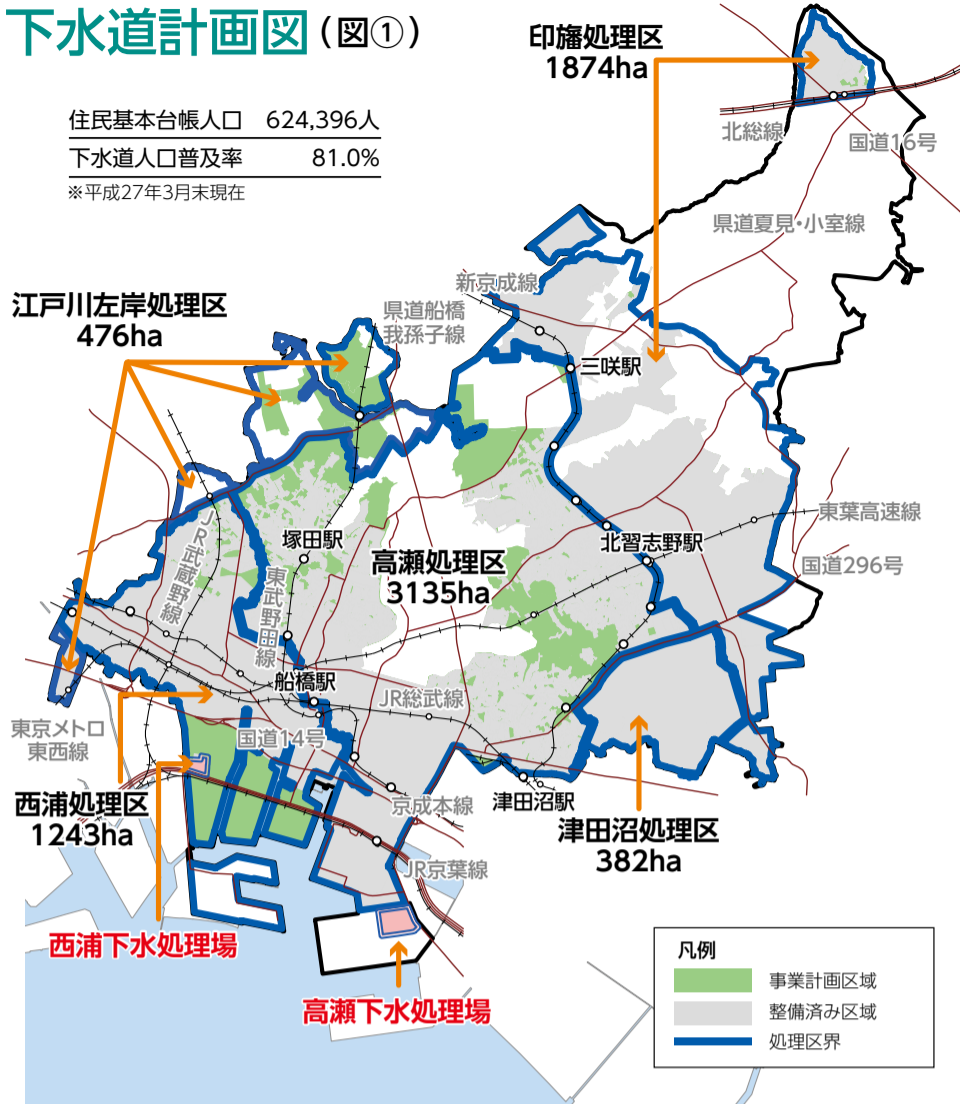 下水道計画図(図①)
住民基本台帳人口 624,396人
下水道人口普及率 81.0%
※平成27年3月末現在
印旛処理区
1874ha
北総線
国道16号
県道夏見・小室線
新京成線
江戸川左岸処理区
476ha
県道船橋
我孫子線
三咲駅
東葉高速線
JR武蔵野線
塚田駅
北習志野駅
高瀬処理区
3135ha
国道296号
東武野田線
船橋駅
JR総武線
東京メトロ
東西線
国道14号
西浦処理区
1243ha
京成本線
津田沼駅
津田沼処理区
382ha
JR京葉線
西浦下水処理場
高瀬下水処理場
凡例
事業計画区域
整備済み区域
処理区界